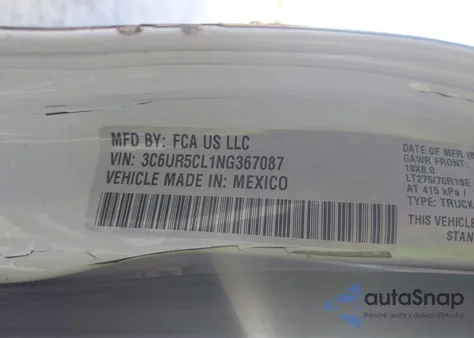 MFD BY: FCA US LLC
VIN: 3C6UR5CL1NG367087
VEHICLE MADE IN: MEXICO
DATE OF MFR
GAWR FRONT:
18X8.0
LT275/70R18E
AT 415 kPa /
TYPE: TRUCK
THIS VEHICLE
STAN
autoSnap